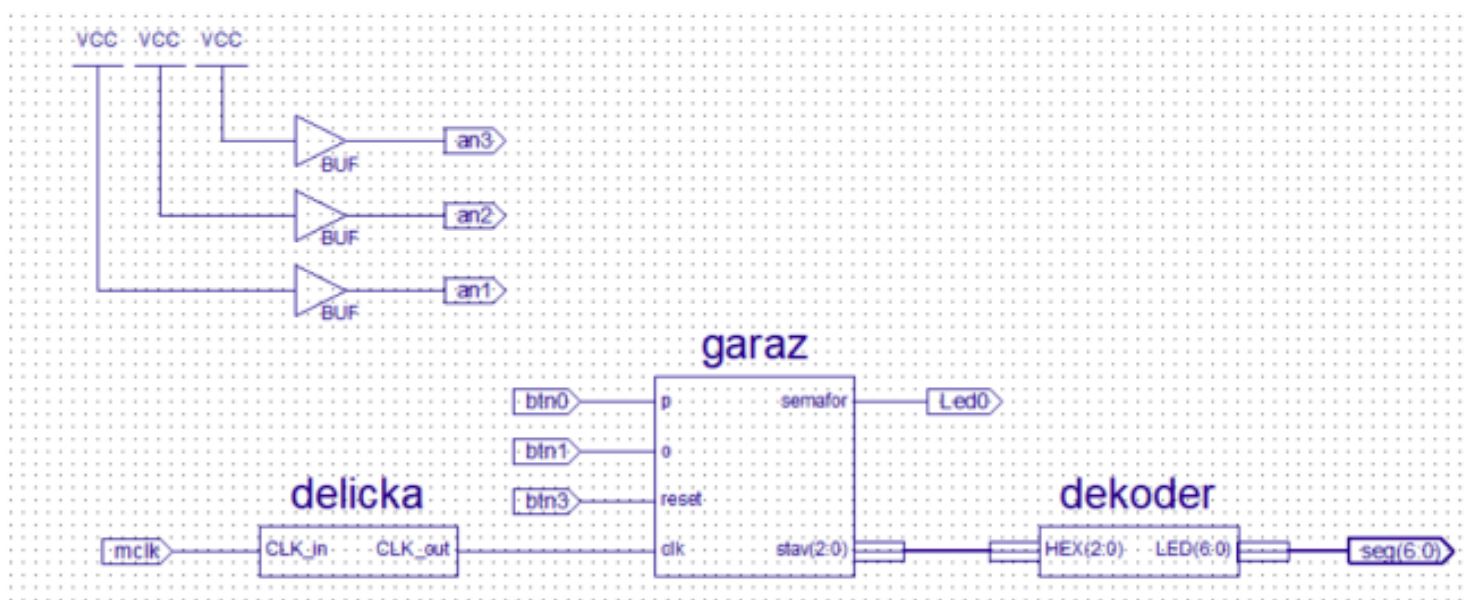 VCC VCC VCC
an3
BUF
an2
BUF
an1
BUF
garaz
btn0 p semafor Led0
btn1 o
delicka dekoder
btn3 reset
mclk CLK_in CLK_out clk stav(2:0) HEX(2:0) LED(6:0) seg(6:0)